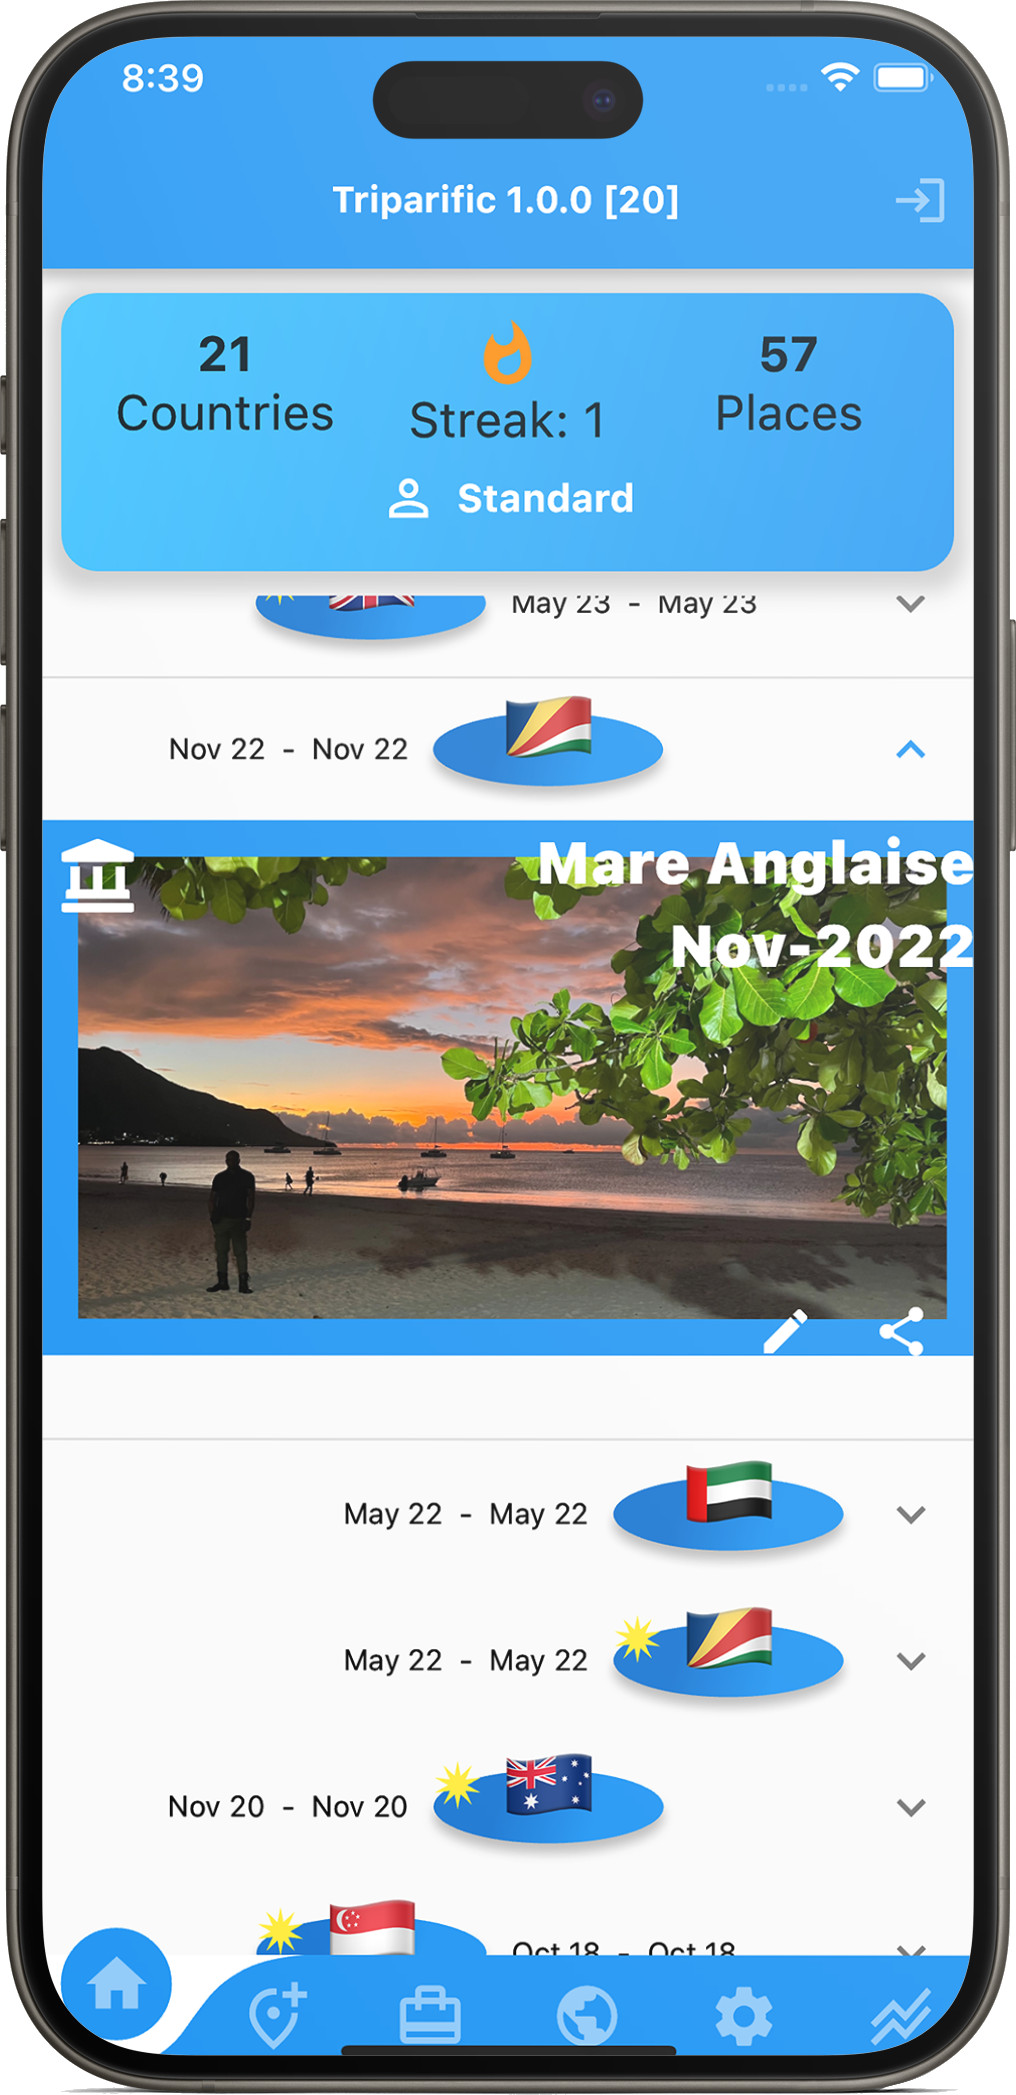 8:39
Triparific 1.0.0 [20]
21
Countries
Streak: 1
57
Places
Standard
May 23 - May 23
Nov 22 - Nov 22
Mare Anglaise
Nov-2022
May 22 - May 22
May 22 - May 22
Nov 20 - Nov 20
Oct 18 - Oct 18